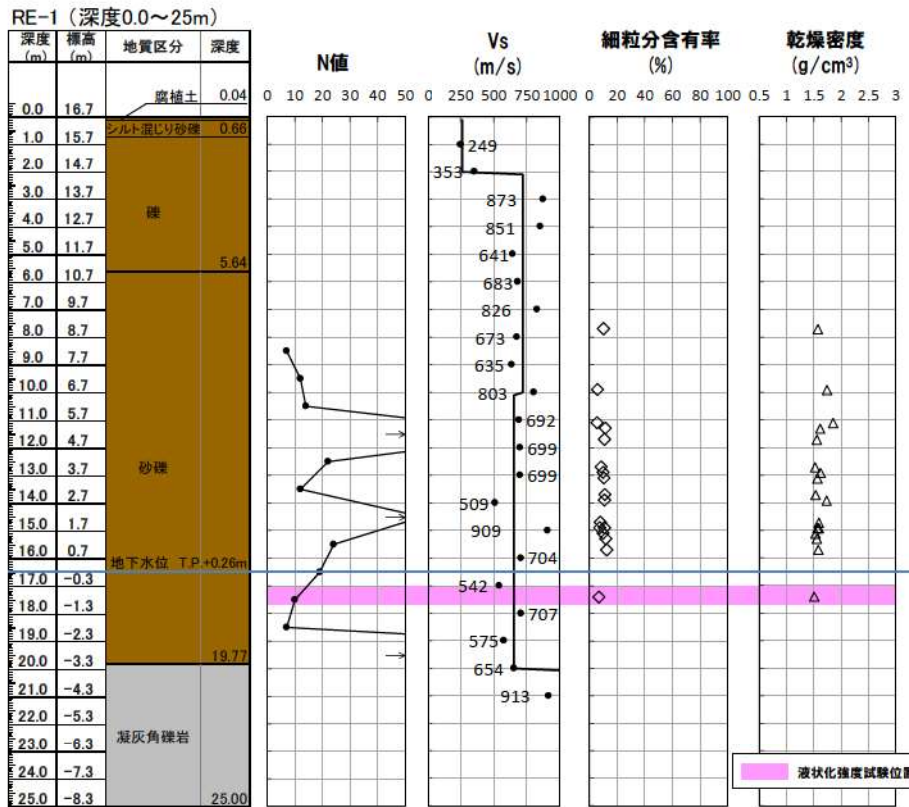 RE-1（深度0.0～25m）
深度 標高 地質区分 深度
(m) (m)
N値
Vs
(m/s)
細粒分含有率
(%)
乾燥密度
(g/cm³)
0 10 20 30 40 50
0 250 500 750 1000
0 20 40 60 80 100
0.5 1 1.5 2 2.5 3
腐植土 0.04
0.0 16.7
シルト混じり砂礫 0.66
1.0 15.7
249
2.0 14.7
353
3.0 13.7
873
礫
4.0 12.7
851
5.0 11.7
641
5.64
6.0 10.7
683
7.0 9.7
826
8.0 8.7
673
9.0 7.7
635
10.0 6.7
803
11.0 5.7
692
12.0 4.7
699
13.0 3.7
砂礫
699
14.0 2.7
509
15.0 1.7
909
16.0 0.7
704
地下水位 T.P.+0.26m
17.0 -0.3
542
18.0 -1.3
707
19.0 -2.3
575
19.77
20.0 -3.3
654
21.0 -4.3
913
22.0 -5.3
凝灰角礫岩
23.0 -6.3
24.0 -7.3
25.0 -8.3
25.00
液状化強度試験位置